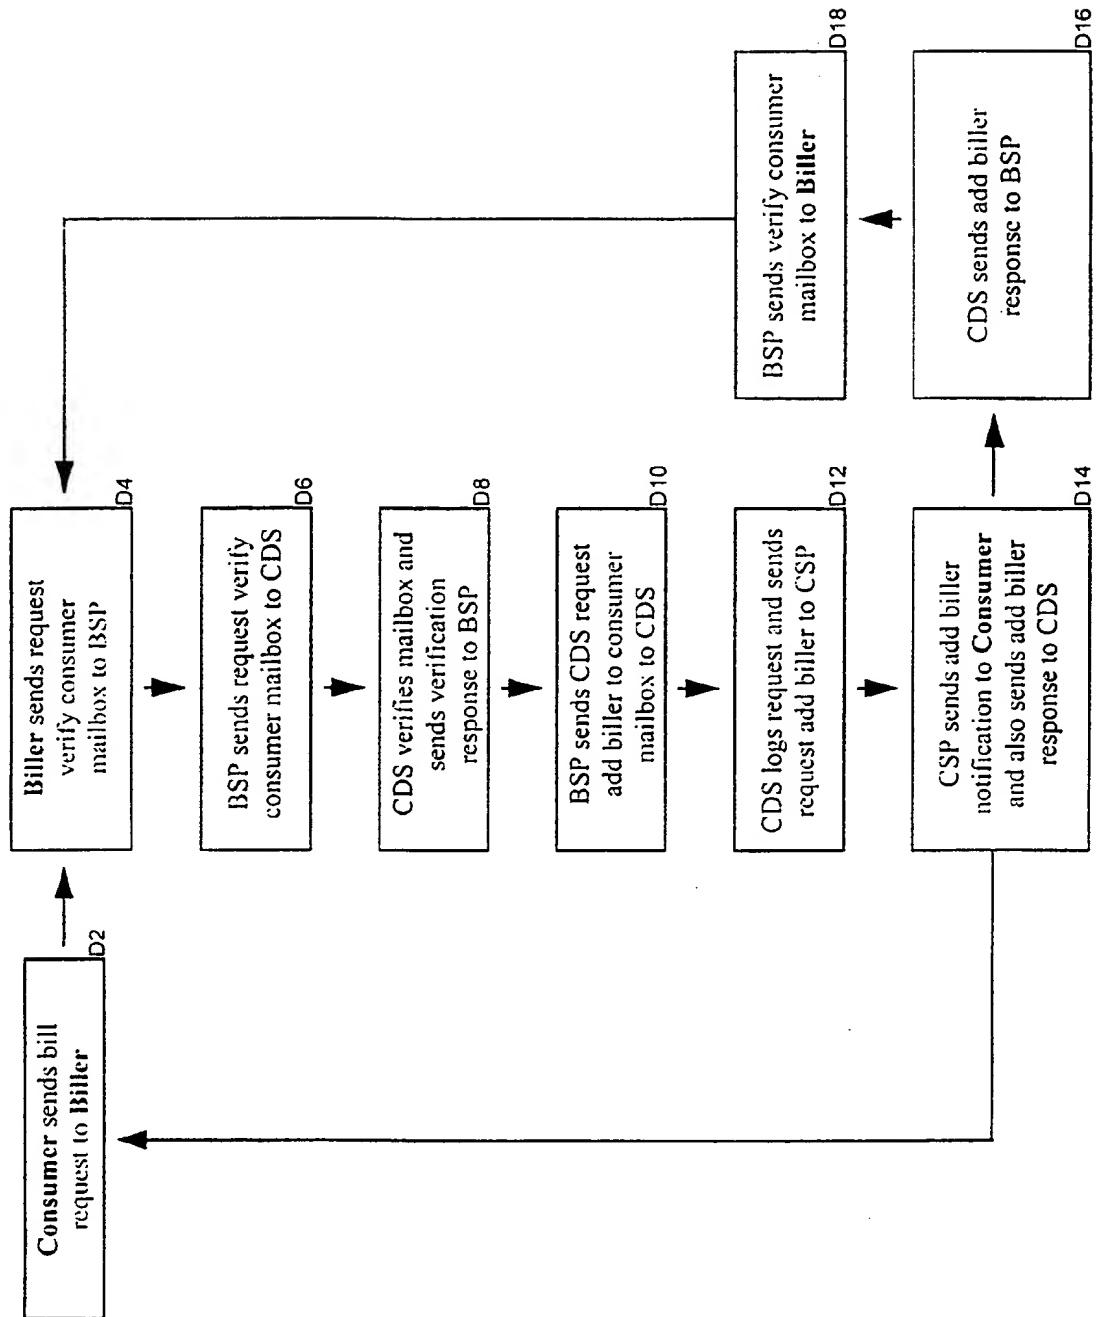 Consumer sends bill
request to Biller
D2
Biller sends request
verify consumer
mailbox to BSP
D4
BSP sends request verify
consumer mailbox to CDS
D6
CDS verifies mailbox and
sends verification
response to BSP
D8
BSP sends CDS request
add biller to consumer
mailbox to CDS
D10
CDS logs request and sends
request add biller to CSP
D12
CSP sends add biller
notification to Consumer
and also sends add biller
response to CDS
D14
CDS sends add biller
response to BSP
D16
BSP sends verify consumer
mailbox to Biller
D18